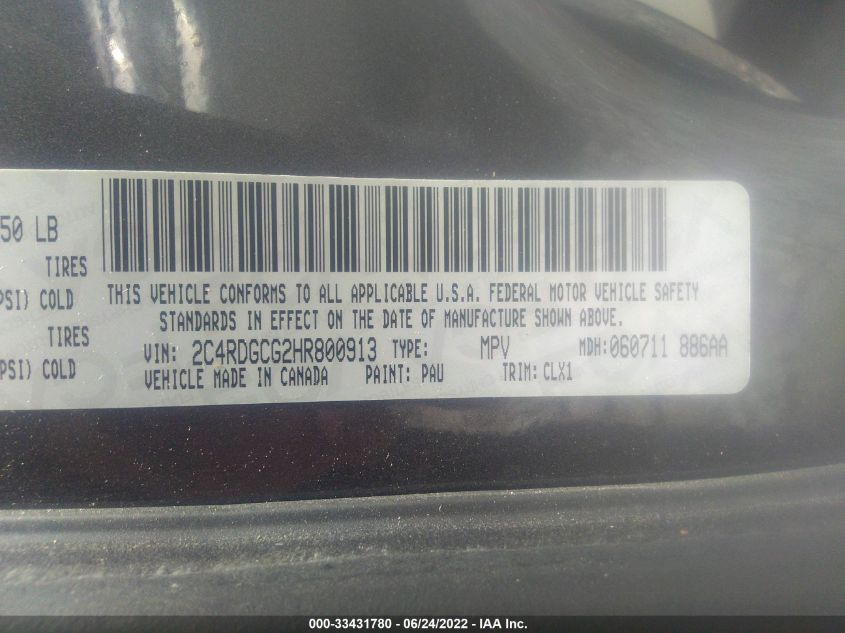 50 LB
TIRES
PSI) COLD
TIRES
PSI) COLD
THIS VEHICLE CONFORMS TO ALL APPLICABLE U.S.A. FEDERAL MOTOR VEHICLE SAFETY
STANDARDS IN EFFECT ON THE DATE OF MANUFACTURE SHOWN ABOVE.
VIN: 2C4RDGCG2HR800913 TYPE: MPV MDH:060711 886AA
VEHICLE MADE IN CANADA PAINT: PAU TRIM: CLX1
000-33431780 - 06/24/2022 - IAA Inc.